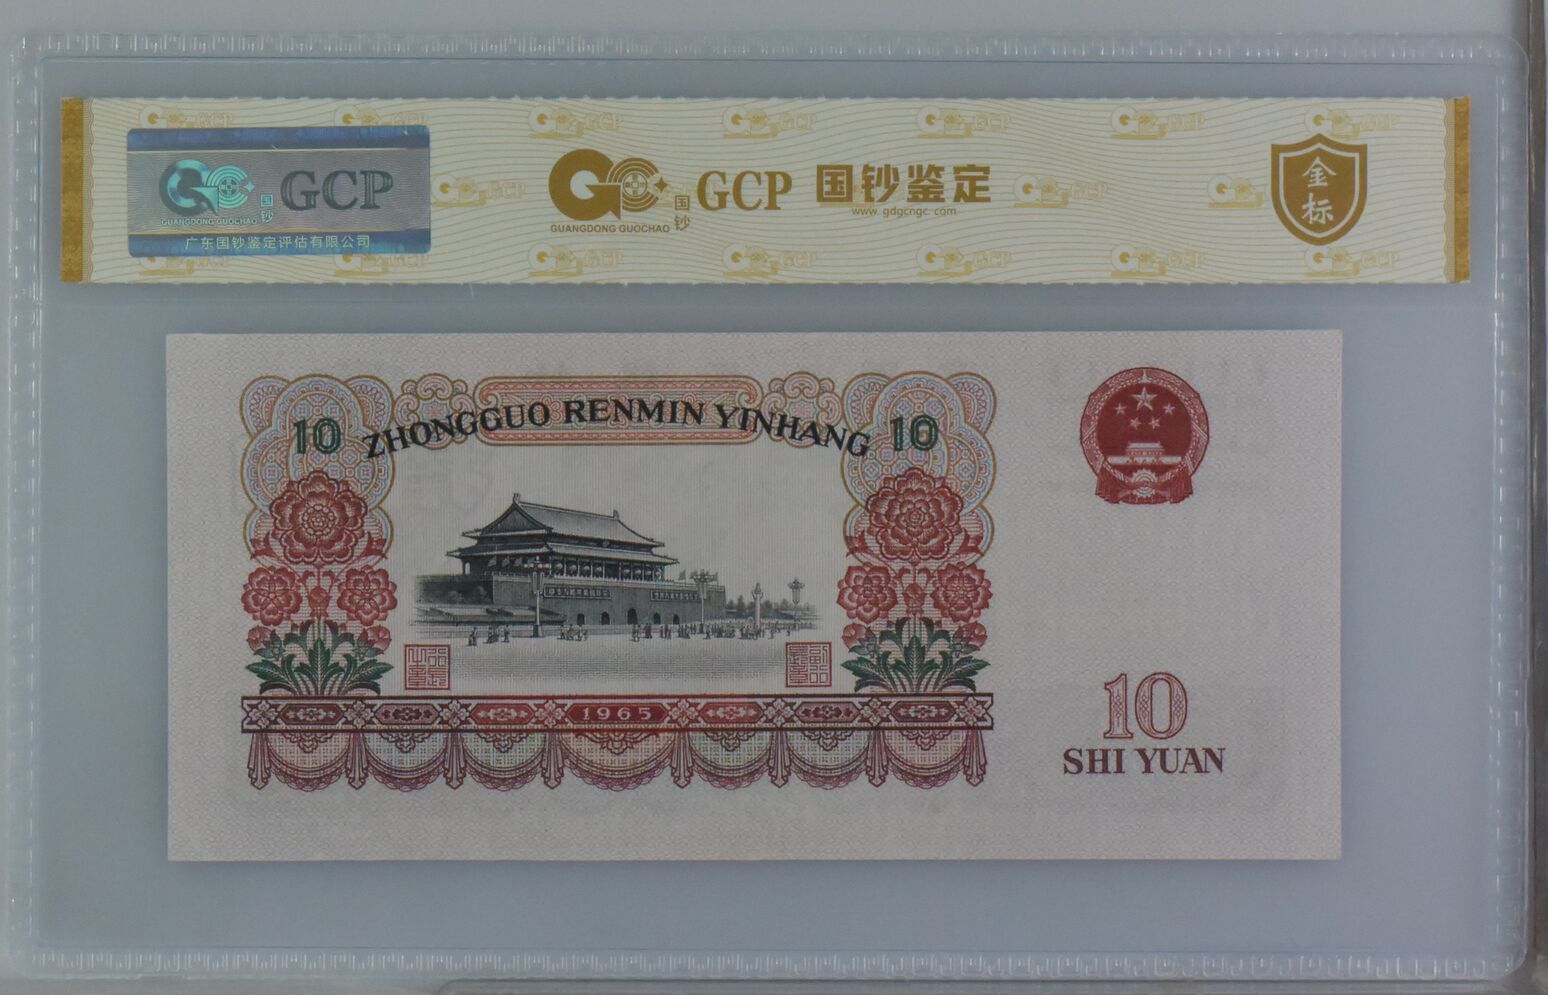 GCP
GUANGDONG GUOCHAO
国钞
广东国钞鉴定评估有限公司
GCP 国钞鉴定
www.gdgcngc.com
GUANGDONG GUOCHAO
国钞
金标
10 ZHONGGUO RENMIN YINHANG 10
1965
10
SHI YUAN